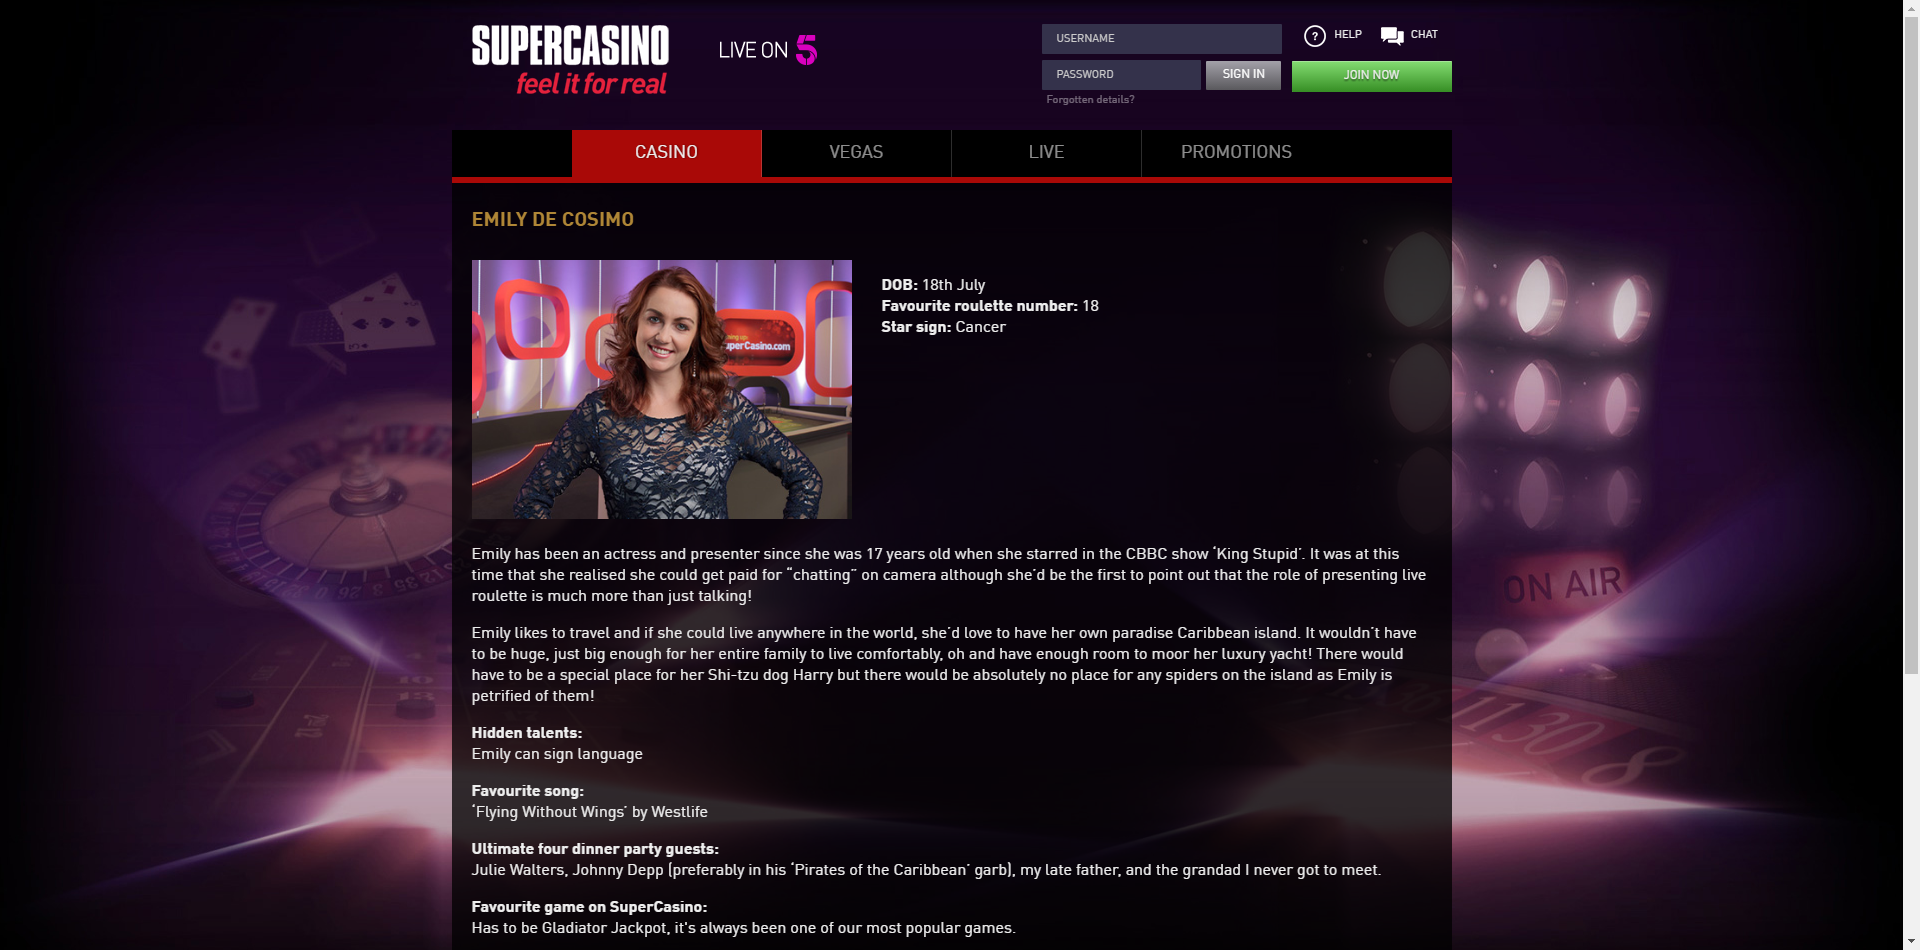 SUPERCASINO
feel it for real
LIVE ON 5
USERNAME
PASSWORD
SIGN IN
Forgotten details?
? HELP
CHAT
JOIN NOW
CASINO
VEGAS
LIVE
PROMOTIONS
EMILY DE COSIMO
DOB: 18th July
Favourite roulette number: 18
Star sign: Cancer
uperCasino.com
Emily has been an actress and presenter since she was 17 years old when she starred in the CBBC show ‘King Stupid’. It was at this
time that she realised she could get paid for “chatting” on camera although she’d be the first to point out that the role of presenting live
roulette is much more than just talking!
Emily likes to travel and if she could live anywhere in the world, she’d love to have her own paradise Caribbean island. It wouldn’t have
to be huge, just big enough for her entire family to live comfortably, oh and have enough room to moor her luxury yacht! There would
have to be a special place for her Shi-tzu dog Harry but there would be absolutely no place for any spiders on the island as Emily is
petrified of them!
Hidden talents:
Emily can sign language
Favourite song:
‘Flying Without Wings’ by Westlife
Ultimate four dinner party guests:
Julie Walters, Johnny Depp (preferably in his ‘Pirates of the Caribbean’ garb), my late father, and the grandad I never got to meet.
Favourite game on SuperCasino:
Has to be Gladiator Jackpot, it's always been one of our most popular games.
ON AIR
1130
8